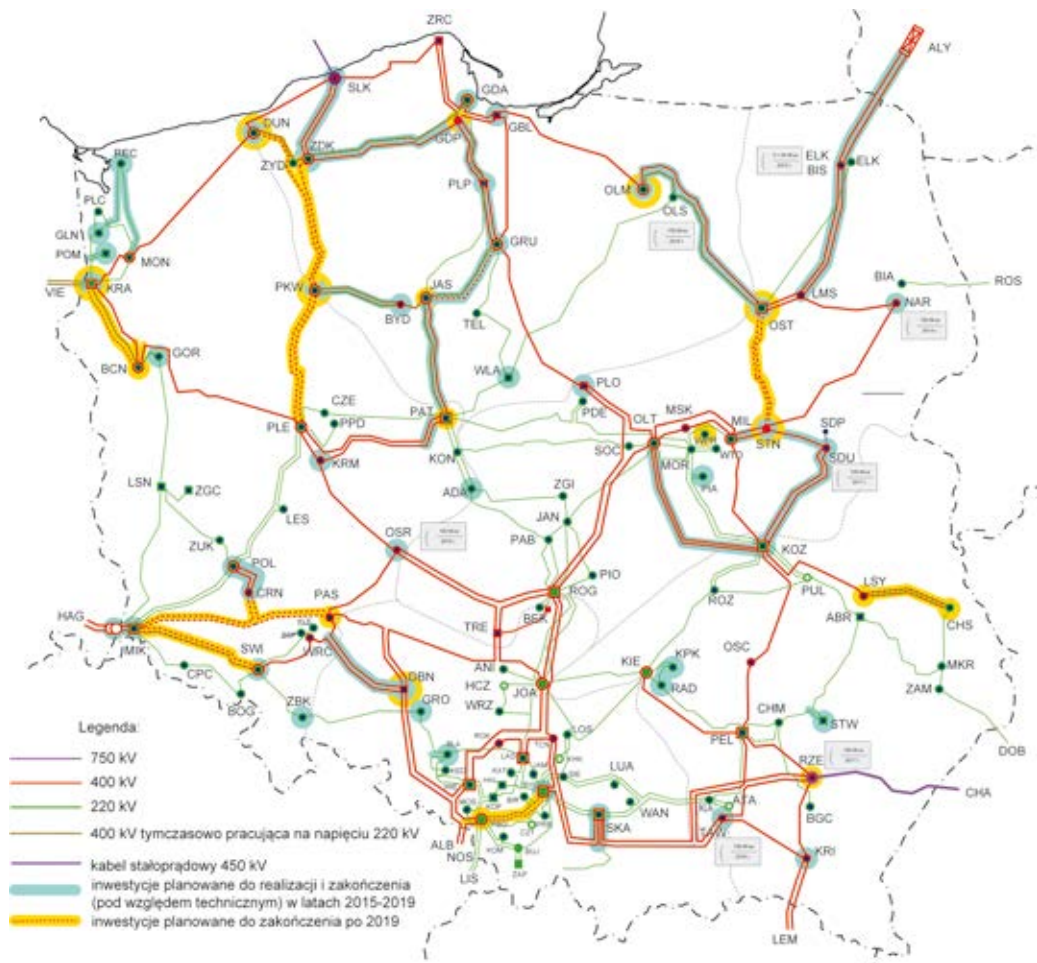 ZRC
ALY
SLK
GDA
DUN
GDP
GBL
ZDK
ZYD
REC
ELK
BIS
ELK
PLP
OLM
OLS
PLC
GLN
GRU
POM
MON
BIA
ROS
VIE
KRA
PKW
JAS
LMS
NAR
BYD
TEL
OST
GOR
BCN
WLA
PLO
CZE
PAT
PDE
OLT
MSK
MIL
SDP
PLE
PPD
STN
KRM
KON
SOC
MOR
WTO
SDU
LSN
ZGC
ADA
ZGI
PIA
LES
JAN
ZUK
OSR
PAB
KOZ
POL
PIO
LSY
CRN
ROG
ROZ
PUL
PAS
BEK
ABR
CHS
HAG
MIK
TRE
SWI
WRC
OSC
MKR
CPC
ANI
KIE
KPK
ZAM
DBN
HCZ
JOA
RAD
BOG
ZBK
GRO
WRZ
CHM
STW
LOS
PEL
DOB
RZE
LUA
CHA
WAN
ATA
SKA
TAW
BGC
ALB
NOS
KRI
LIS
LEM
Legenda:
750 kV
400 kV
220 kV
400 kV tymczasowo pracująca na napięciu 220 kV
kabel stałoprądowy 450 kV
inwestycje planowane do realizacji i zakończenia
(pod względem technicznym) w latach 2015-2019
inwestycje planowane do zakończenia po 2019